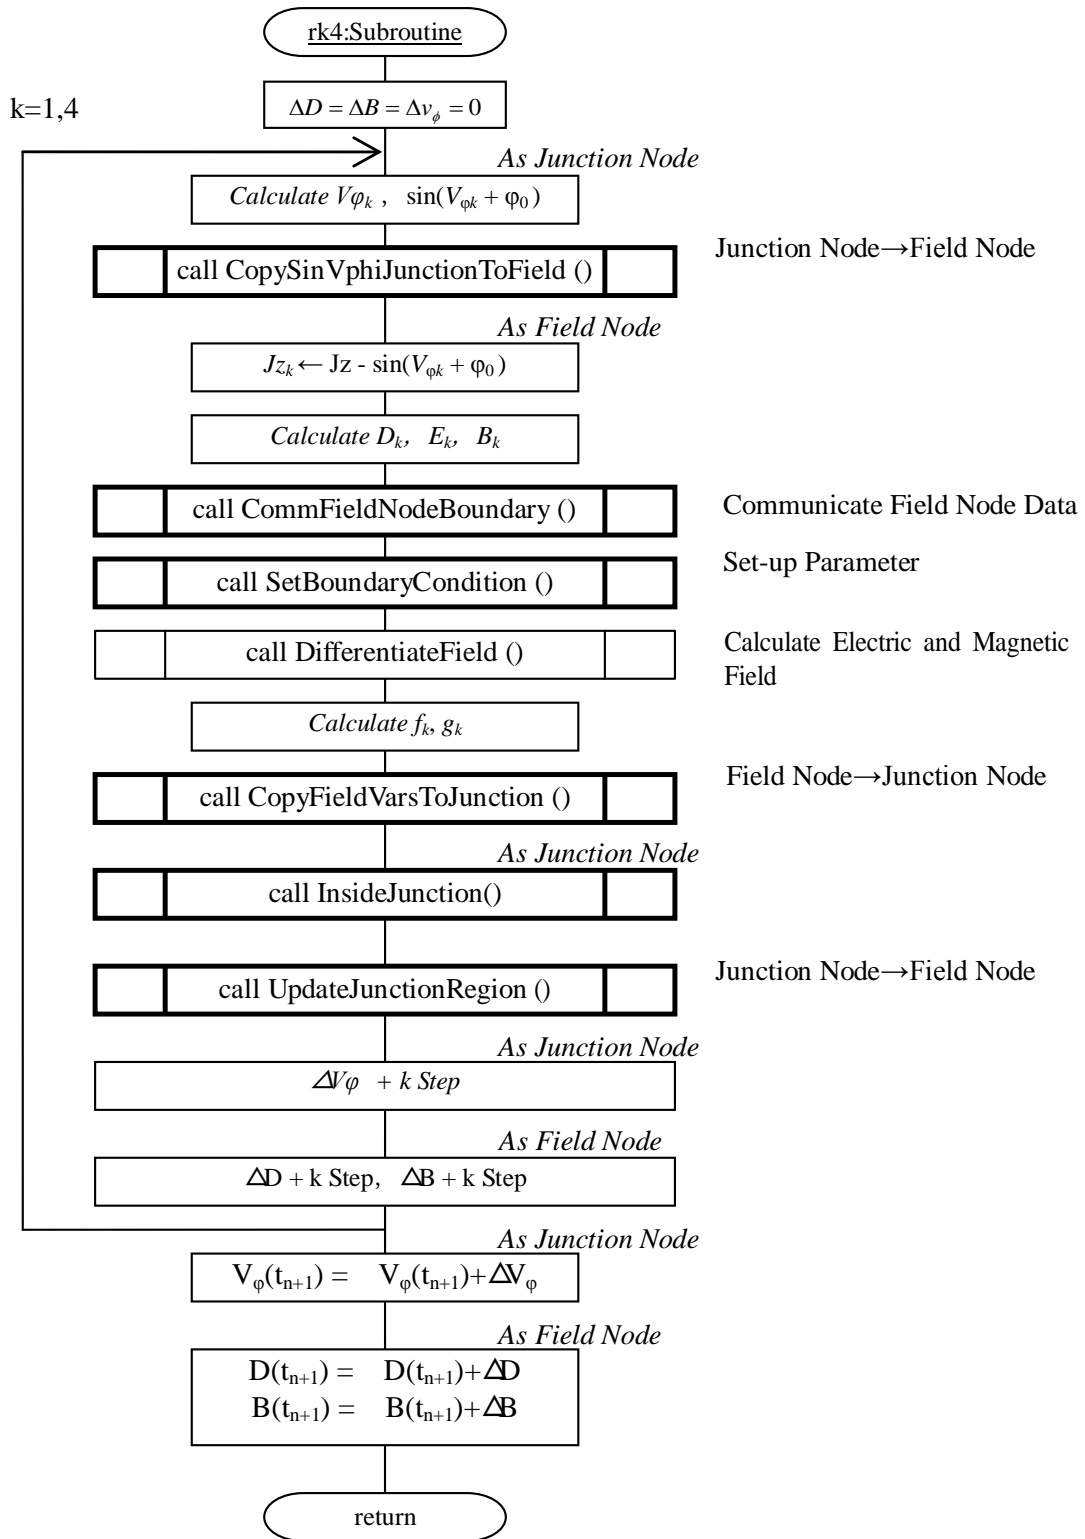 rk4:Subroutine
ΔD = ΔB = Δv_ϕ = 0
k=1,4
As Junction Node
Calculate Vφ_k , sin(V_φk + φ_0)
call CopySinVphiJunctionToField ()
Junction Node→Field Node
As Field Node
Jz_k ← Jz - sin(V_φk + φ_0)
Calculate D_k, E_k, B_k
call CommFieldNodeBoundary ()
Communicate Field Node Data
call SetBoundaryCondition ()
Set-up Parameter
call DifferentiateField ()
Calculate Electric and Magnetic
Field
Calculate f_k, g_k
call CopyFieldVarsToJunction ()
Field Node→Junction Node
As Junction Node
call InsideJunction()
call UpdateJunctionRegion ()
Junction Node→Field Node
As Junction Node
ΔVφ + k Step
As Field Node
ΔD + k Step, ΔB + k Step
As Junction Node
V_φ(t_n+1) = V_φ(t_n+1)+ΔV_φ
As Field Node
D(t_n+1) = D(t_n+1)+ΔD
B(t_n+1) = B(t_n+1)+ΔB
return